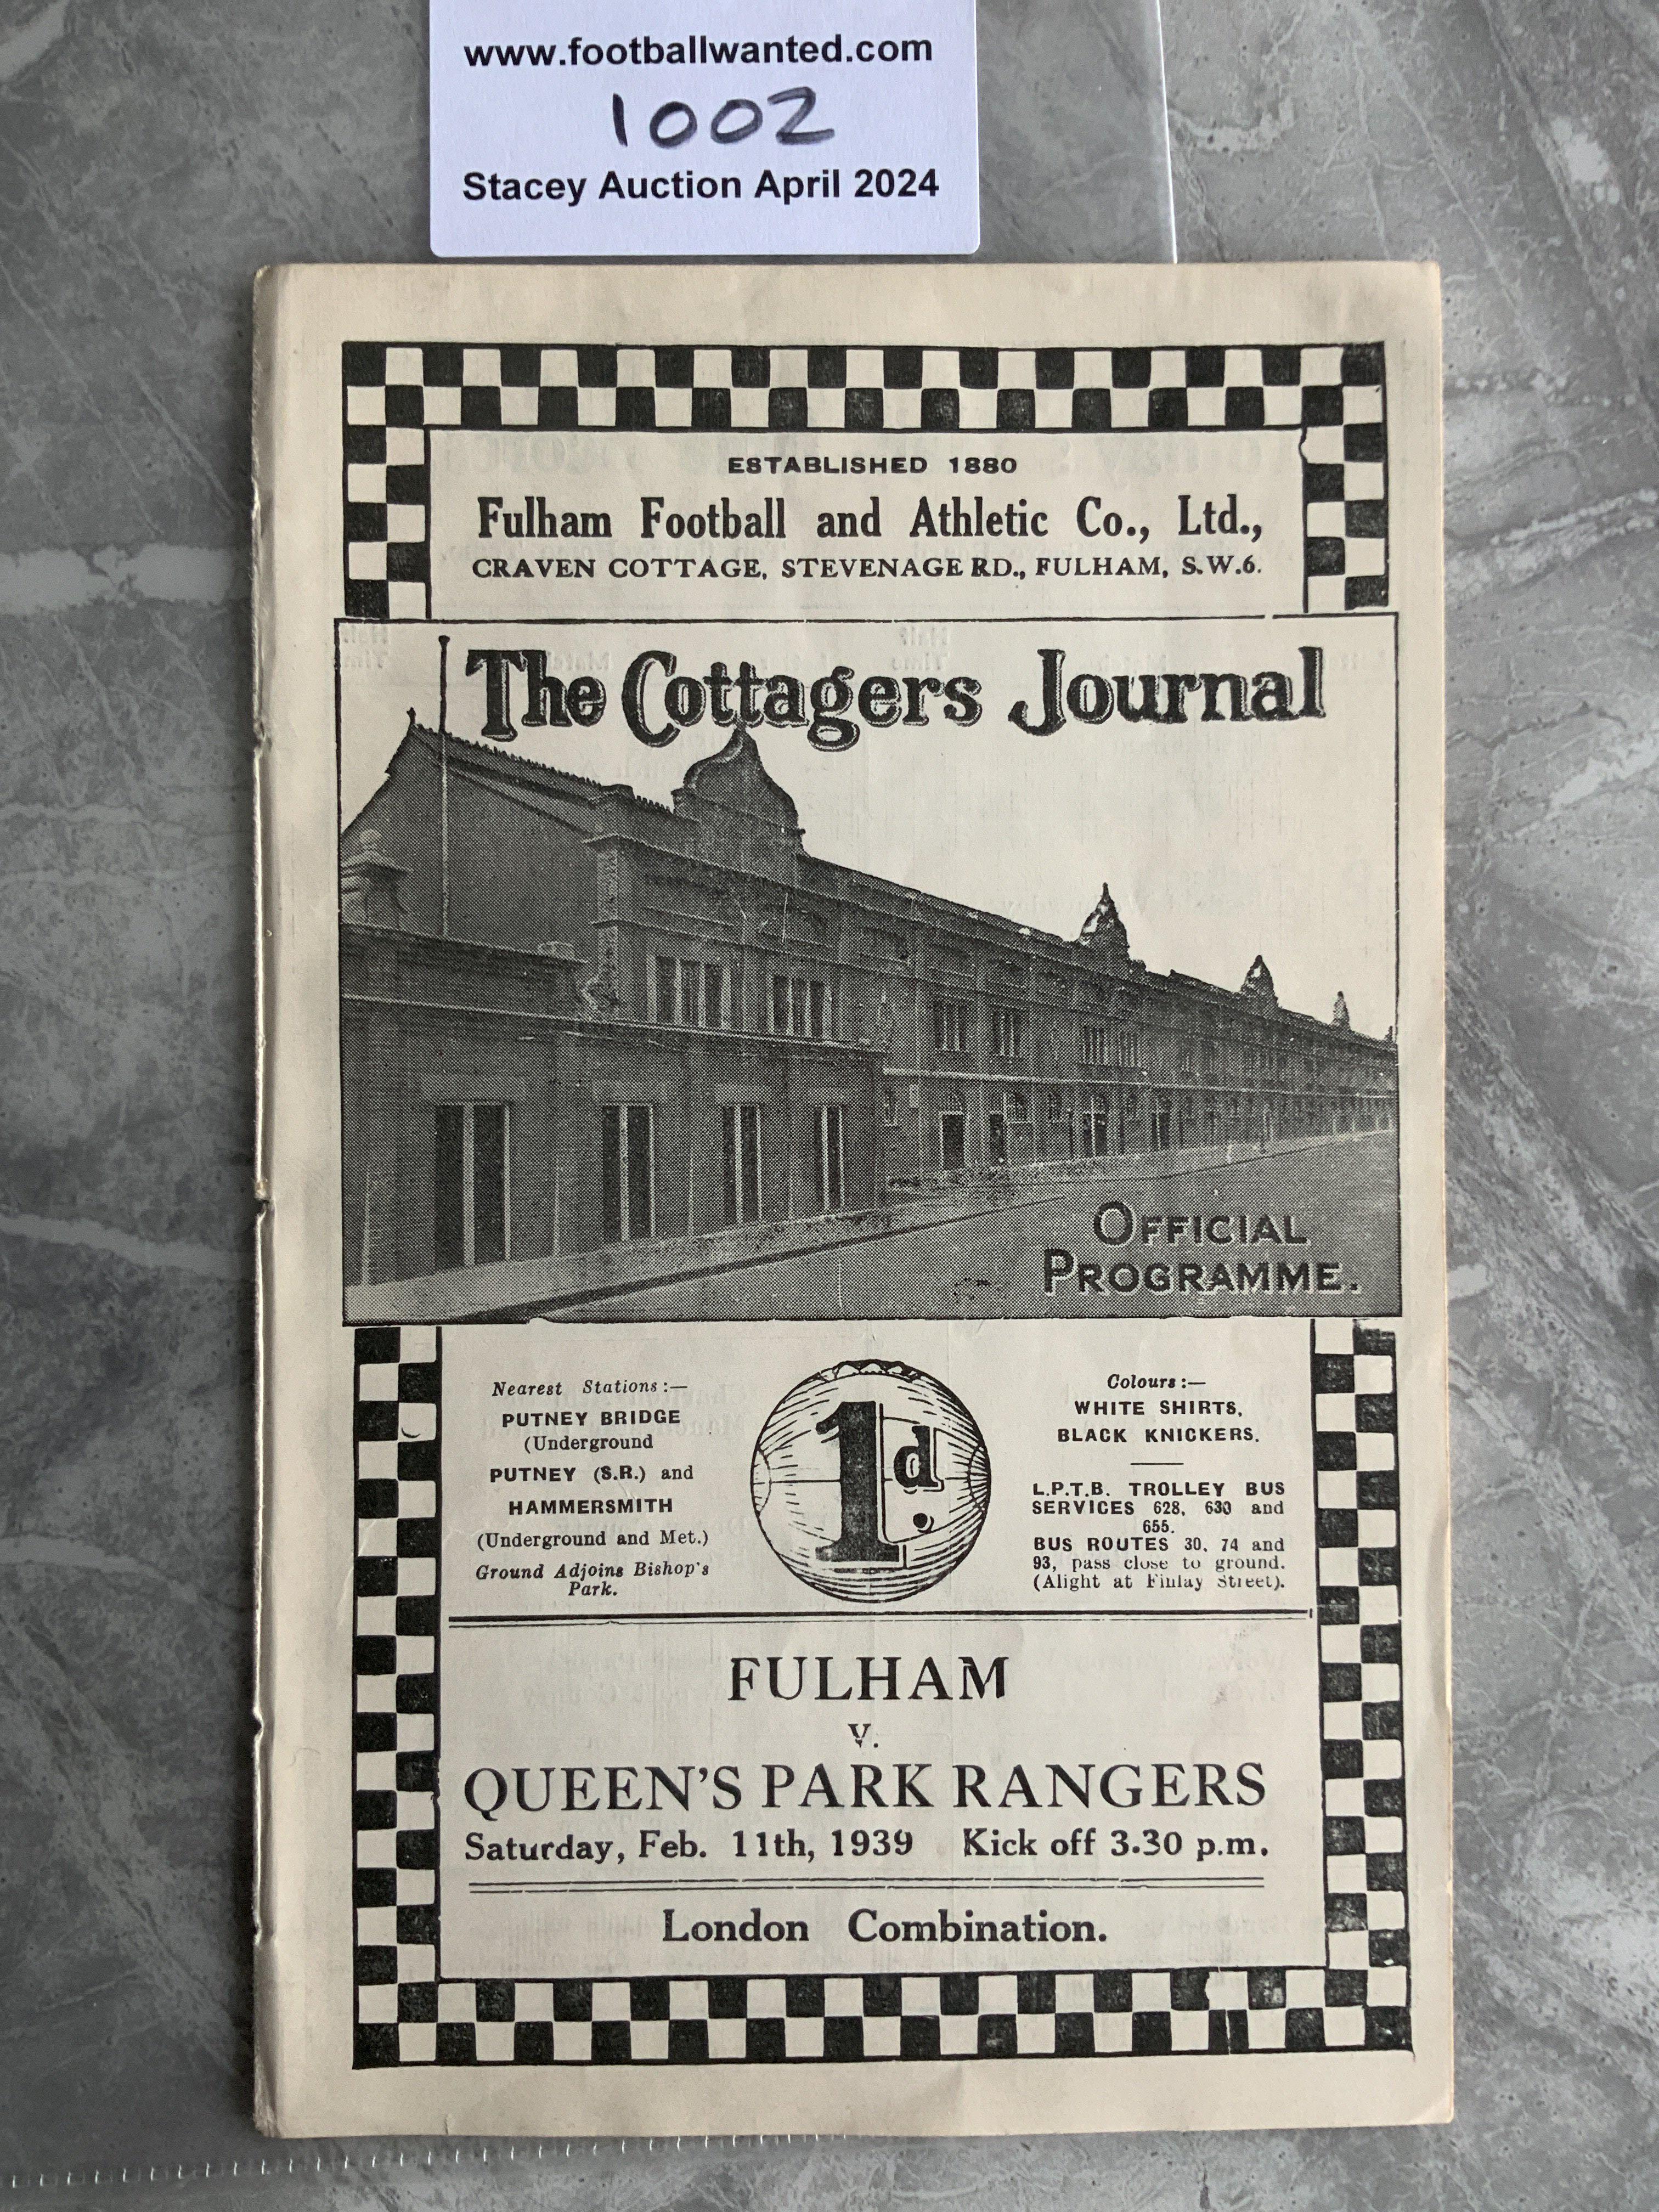 www.footballwanted.com
1002
Stacey Auction April 2024
ESTABLISHED 1880
Fulham Football and Athletic Co., Ltd.,
CRAVEN COTTAGE, STEVENAGE RD., FULHAM, S.W.6.
The Cottagers Journal
OFFICIAL
PROGRAMME.
Nearest Stations:—
PUTNEY BRIDGE
(Underground
PUTNEY (S.R.) and
HAMMERSMITH
(Underground and Met.)
Ground Adjoins Bishop's
Park.
1d.
Colours:—
WHITE SHIRTS,
BLACK KNICKERS.
L.P.T.B. TROLLEY BUS
SERVICES 628, 630 and
655.
BUS ROUTES 30, 74 and
93, pass close to ground.
(Alight at Finlay Street).
FULHAM
v.
QUEEN'S PARK RANGERS
Saturday, Feb. 11th, 1939 Kick off 3.30 p.m.
London Combination.